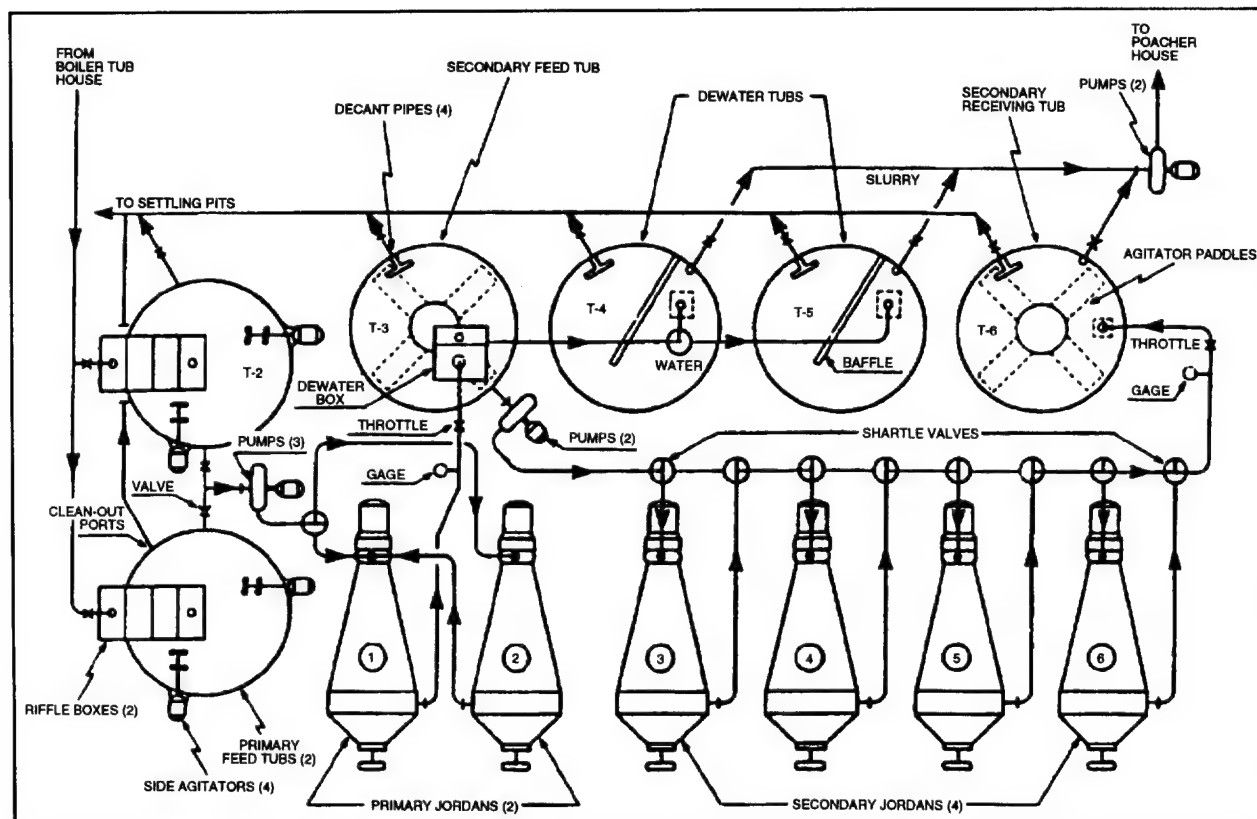 FROM
BOILER TUB
HOUSE
SECONDARY FEED TUB
DECANT PIPES (4)
DEWATER TUBS
SECONDARY
RECEIVING TUB
TO
POACHER
HOUSE
PUMPS (2)
SLURRY
TO SETTLING PITS
AGITATOR PADDLES
T-2
T-3
T-4
T-5
T-6
WATER
BAFFLE
THROTTLE
GAGE
DEWATER
BOX
THROTTLE
GAGE
PUMPS (2)
SHARTLE VALVES
PUMPS (3)
VALVE
CLEAN-OUT
PORTS
1
2
3
4
5
6
RIFFLE BOXES (2)
PRIMARY
FEED TUBS (2)
SIDE AGITATORS (4)
PRIMARY JORDANS (2)
SECONDARY JORDANS (4)